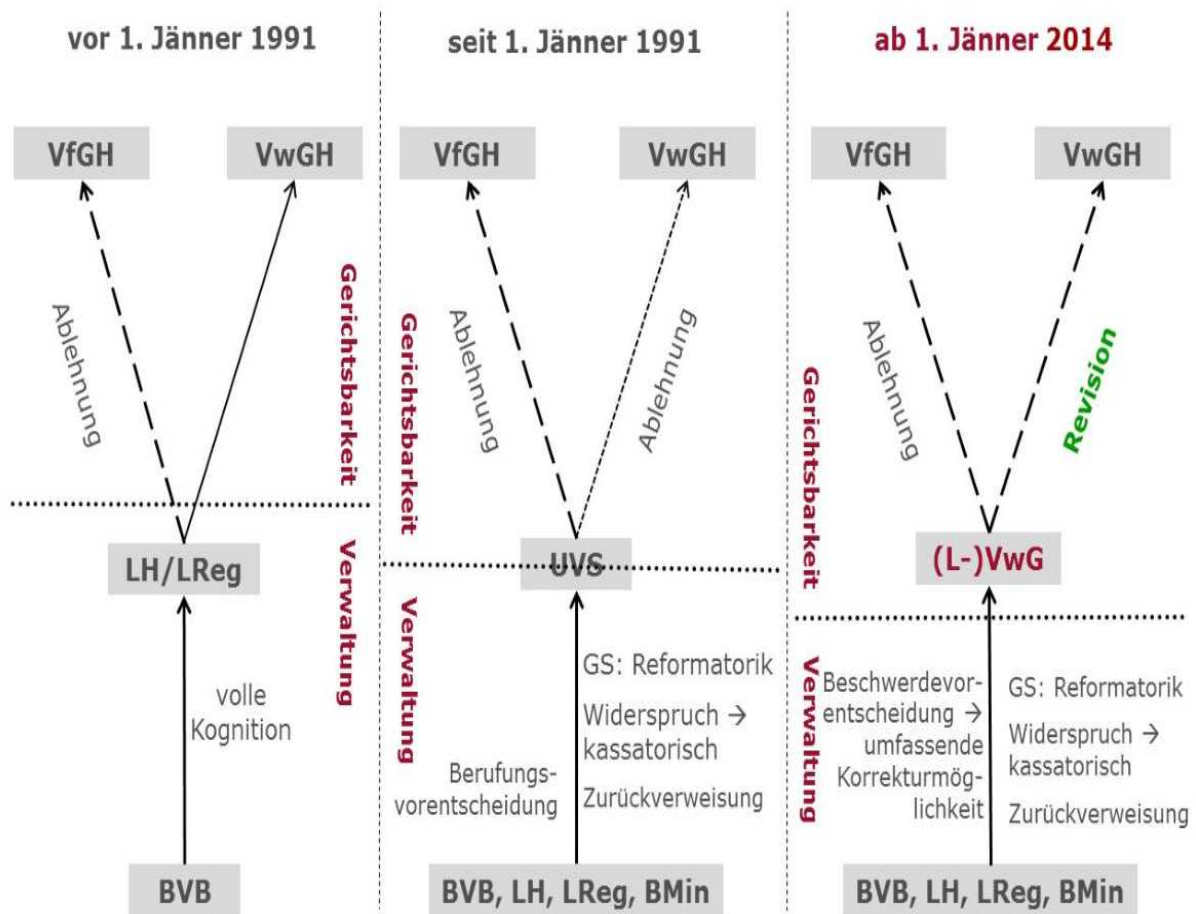 vor 1. Jänner 1991
VfGH
VwGH
Ablehnung
Gerichtsbarkeit
LH/LReg
Verwaltung
volle
Kognition
BVB
seit 1. Jänner 1991
VfGH
VwGH
Ablehnung
Ablehnung
Gerichtsbarkeit
UVS
Verwaltung
GS: Reformatorik
Widerspruch →
kassatorisch
Berufungs-
vorentscheidung
Zurückverweisung
BVB, LH, LReg, BMin
ab 1. Jänner 2014
VfGH
VwGH
Ablehnung
Revision
Gerichtsbarkeit
(L-)VwG
Verwaltung
Beschwerdevor-
entscheidung →
umfassende
Korrekturmög-
lichkeit
GS: Reformatorik
Widerspruch →
kassatorisch
Zurückverweisung
BVB, LH, LReg, BMin